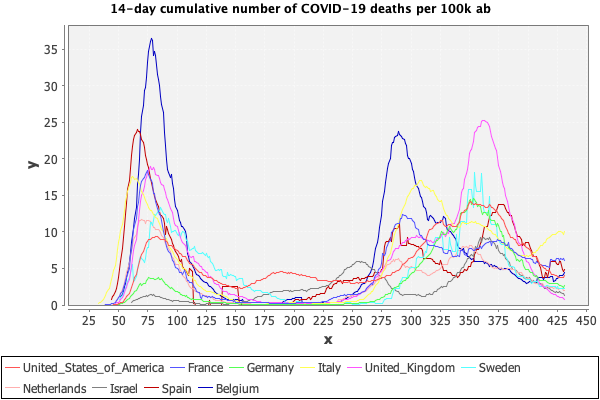 14-day cumulative number of COVID-19 deaths per 100k ab
y
35
30
25
20
15
10
5
0
25 50 75 100 125 150 175 200 225 250 275 300 325 350 375 400 425 450
x
United_States_of_America France Germany Italy United_Kingdom Sweden
Netherlands Israel Spain Belgium